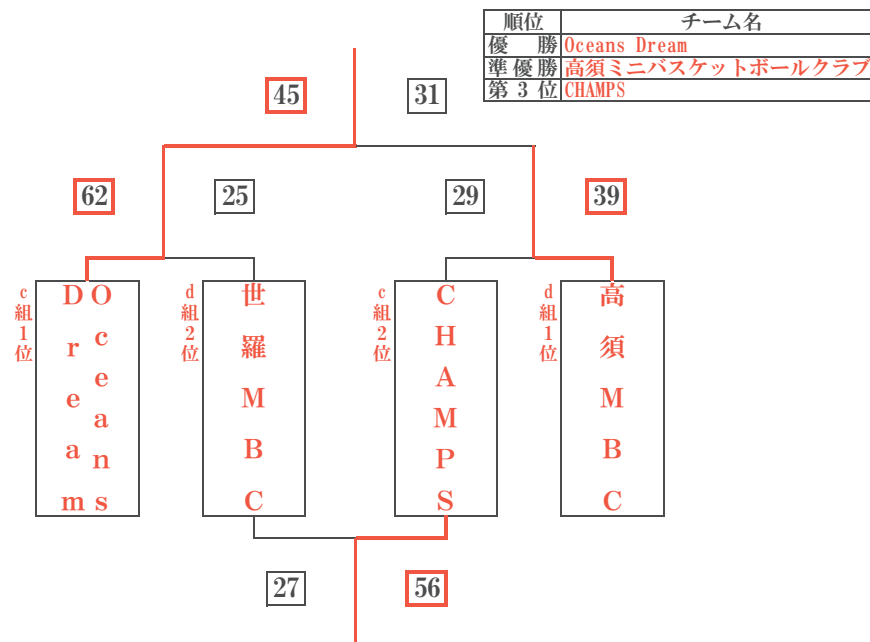 順位 チーム名
優勝 Oceans Dream
準優勝 高須ミニバスケットボールクラブ
第3位 CHAMPS
45 31
62 25 29 39
c組1位
Oceans
Dream
d組2位
世羅MBC
c組2位
CHAMPS
d組1位
高須MBC
27 56